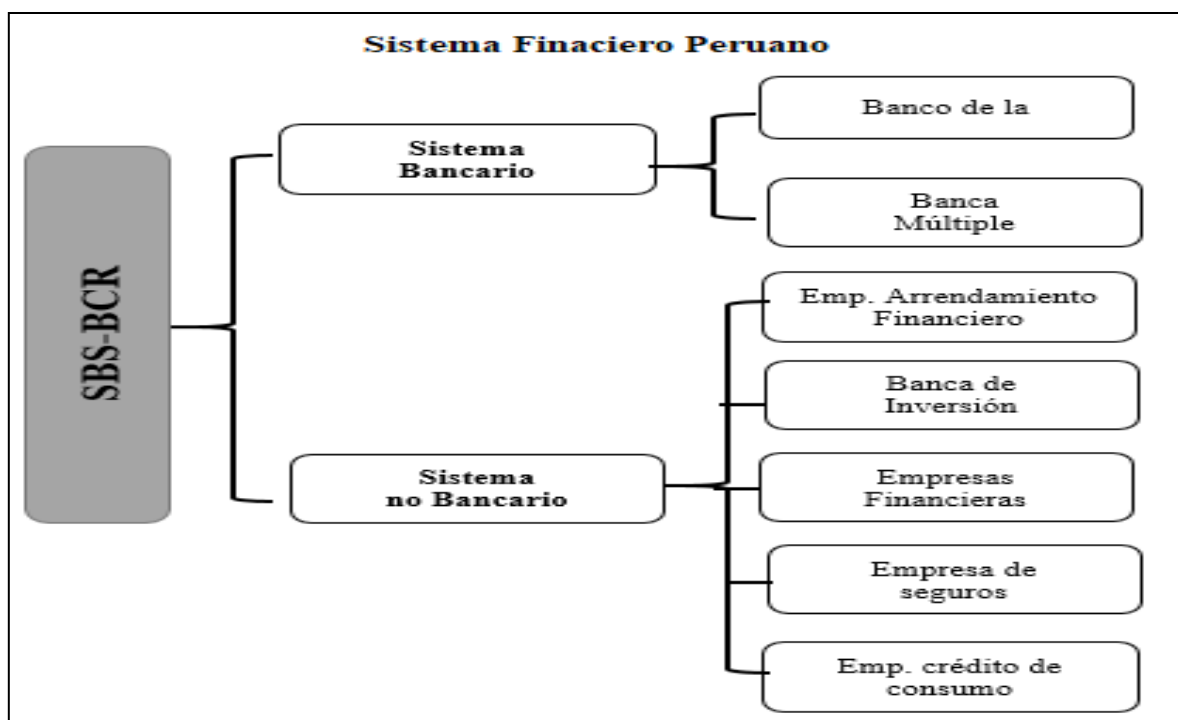 Sistema Finaciero Peruano
SBS-BCR
Sistema
Bancario
Banco de la
Banca
Múltiple
Sistema
no Bancario
Emp. Arrendamiento
Financiero
Banca de
Inversión
Empresas
Financieras
Empresa de
seguros
Emp. crédito de
consumo